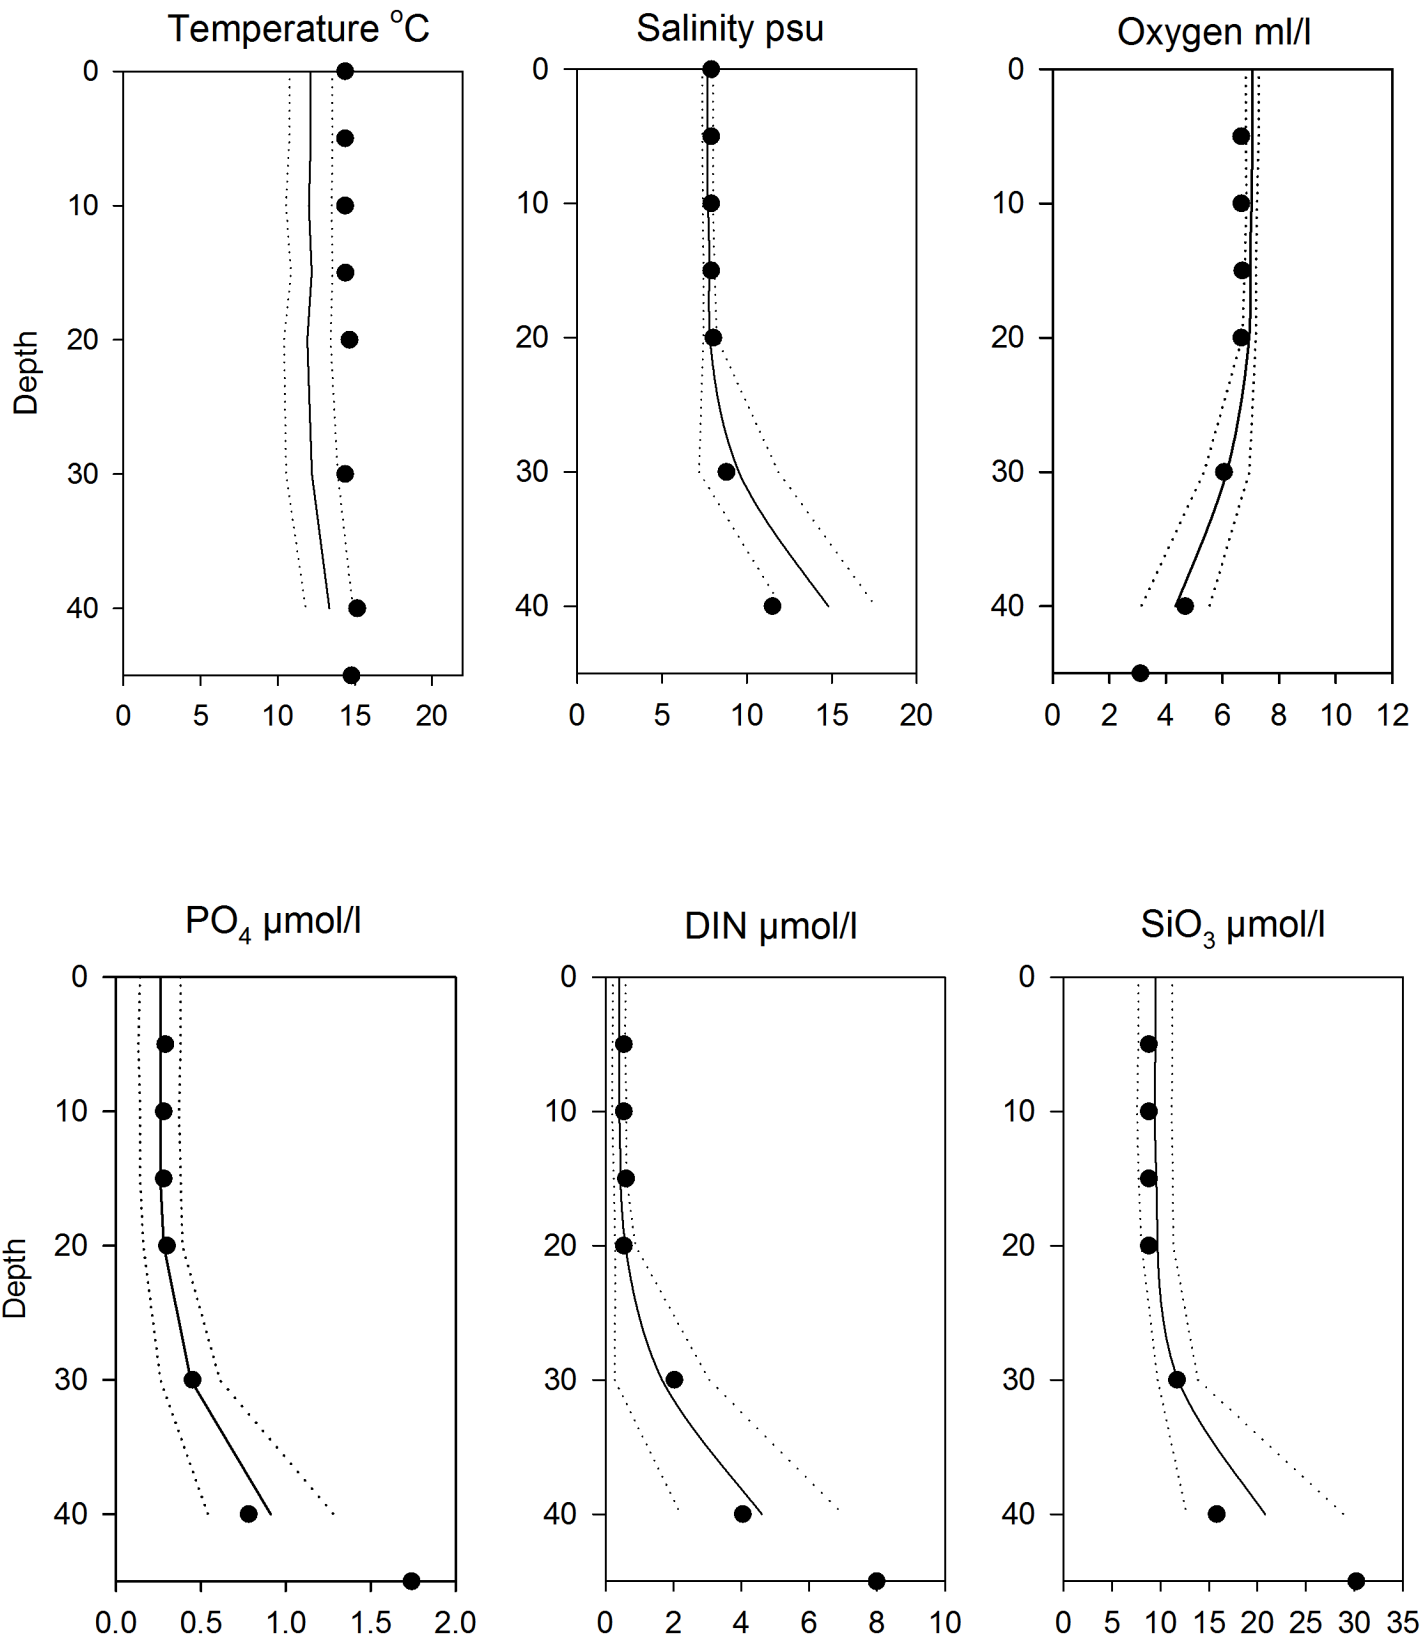 Temperature °C
Salinity psu
Oxygen ml/l
0
10
20
30
40
Depth
0 5 10 15 20
0
10
20
30
40
0 5 10 15 20
0
10
20
30
40
0 2 4 6 8 10 12
PO4 µmol/l
DIN µmol/l
SiO3 µmol/l
0
10
20
30
40
Depth
0.0 0.5 1.0 1.5 2.0
0
10
20
30
40
0 2 4 6 8 10
0
10
20
30
40
0 5 10 15 20 25 30 35